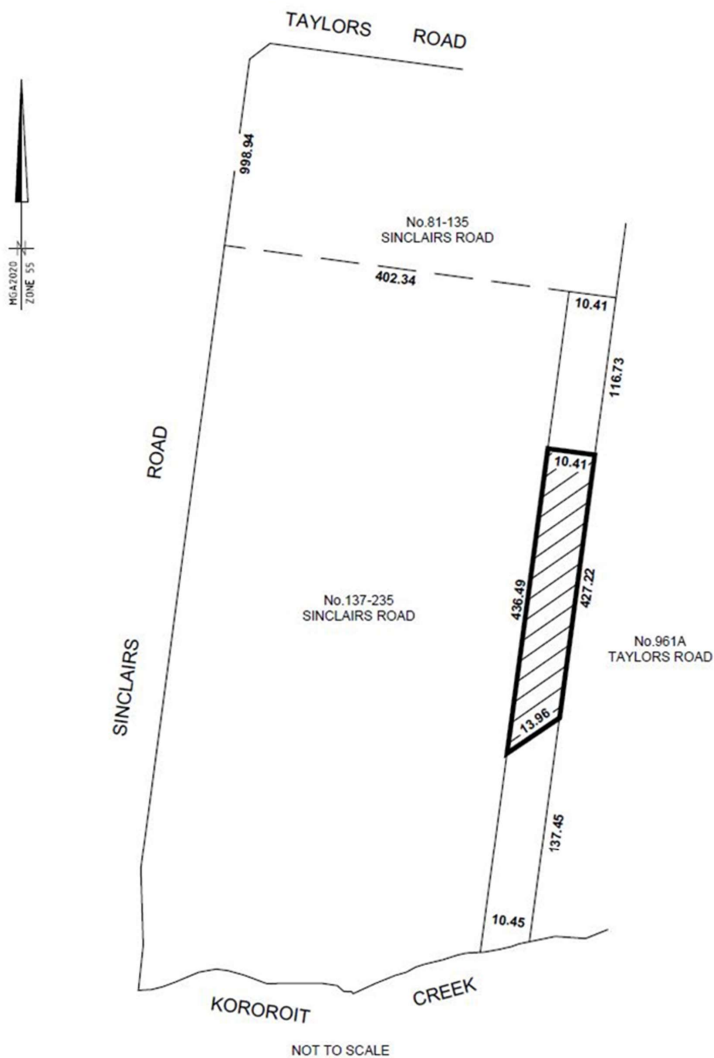 TAYLORS ROAD
998.94
MGA2020
ZONE 55
No.81-135
SINCLAIRS ROAD
402.34
10.41
116.73
ROAD
10.41
436.49
427.22
No.137-235
SINCLAIRS ROAD
No.961A
TAYLORS ROAD
SINCLAIRS
13.96
137.45
10.45
KOROROIT CREEK
NOT TO SCALE